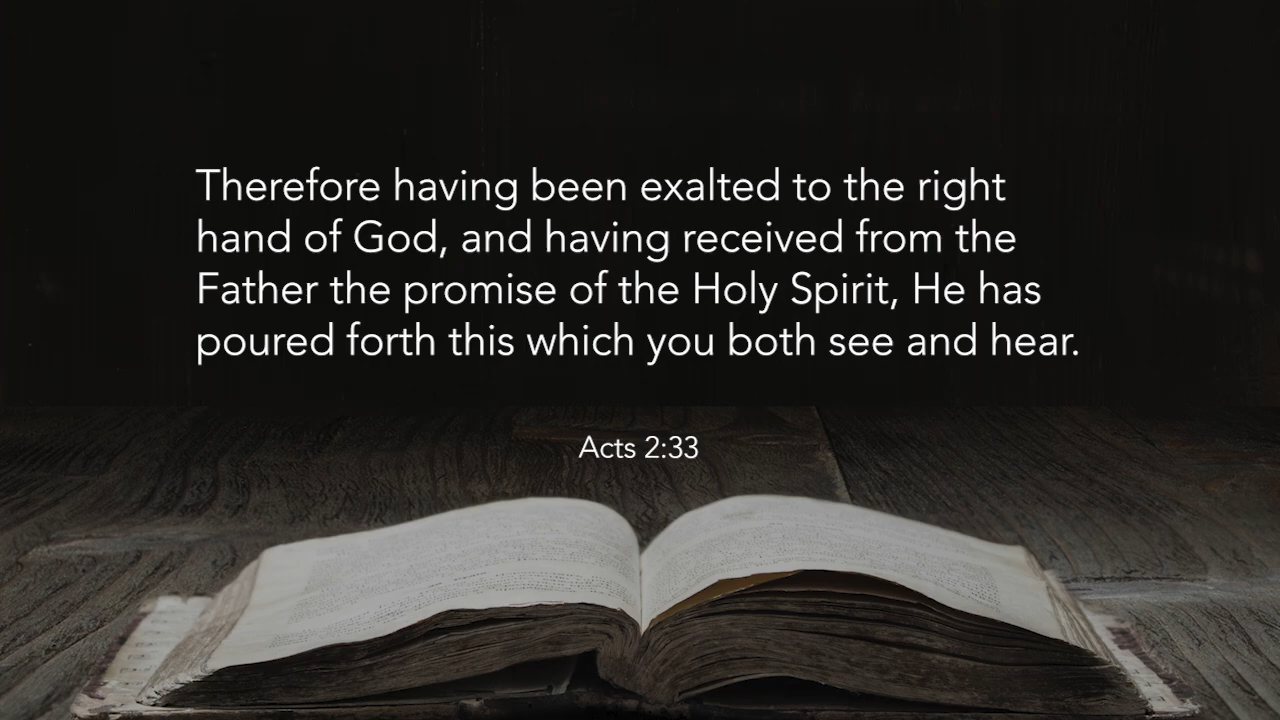 Therefore having been exalted to the right
hand of God, and having received from the
Father the promise of the Holy Spirit, He has
poured forth this which you both see and hear.
Acts 2:33